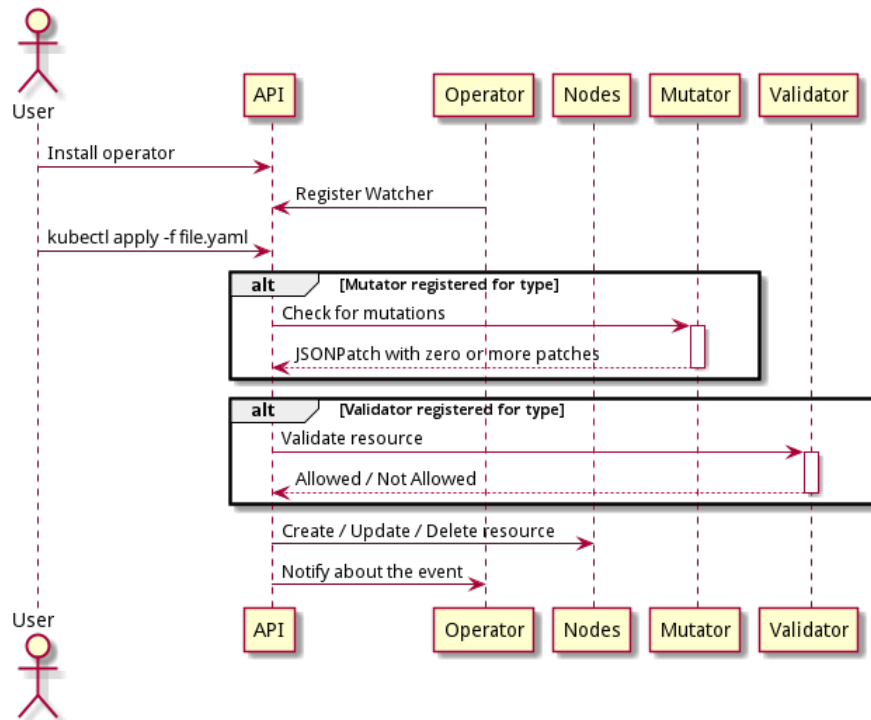 User
API
Operator
Nodes
Mutator
Validator
Install operator
Register Watcher
kubectl apply -f file.yaml
alt [Mutator registered for type]
Check for mutations
JSONPatch with zero or more patches
alt [Validator registered for type]
Validate resource
Allowed / Not Allowed
Create / Update / Delete resource
Notify about the event
User
API
Operator
Nodes
Mutator
Validator